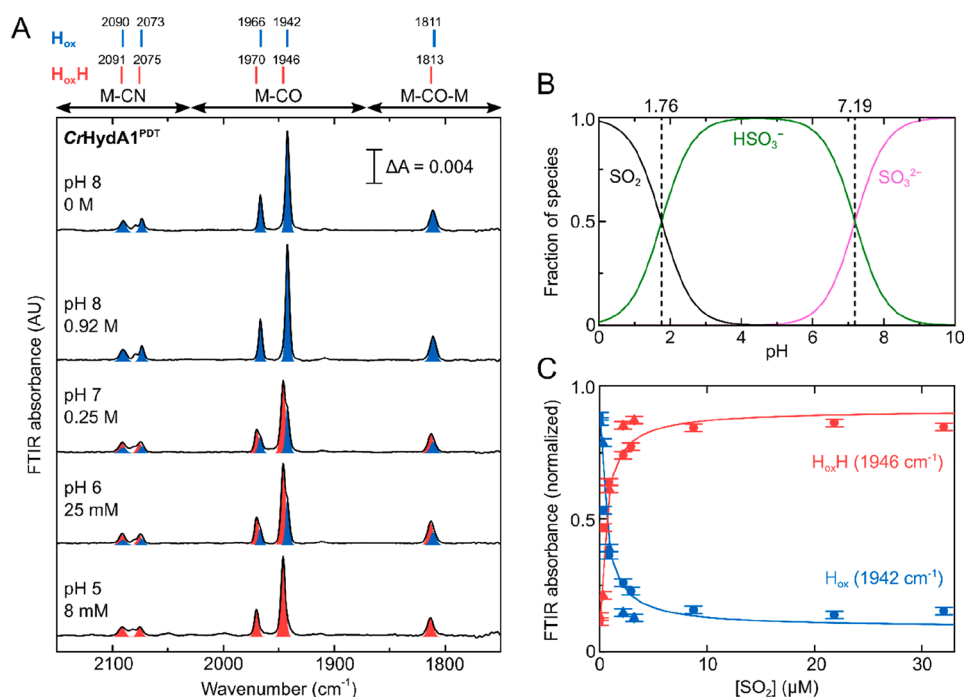 A
2090 2073 1966 1942 1811
Hox
2091 2075 1970 1946 1813
HoxH
M-CN M-CO M-CO-M
CrHydA1PDT
ΔA = 0.004
pH 8
0 M
pH 8
0.92 M
pH 7
0.25 M
pH 6
25 mM
pH 5
8 mM
FTIR absorbance (AU)
2100 2000 1900 1800
Wavenumber (cm⁻¹)
B
1.76 7.19
HSO₃⁻
SO₂
SO₃²⁻
Fraction of species
1
0.5
0
0 2 4 6 8 10
pH
C
FTIR absorbance (normalized)
1.0
0.5
0
HoxH (1946 cm⁻¹)
Hox (1942 cm⁻¹)
0 10 20 30
[SO₂] (µM)